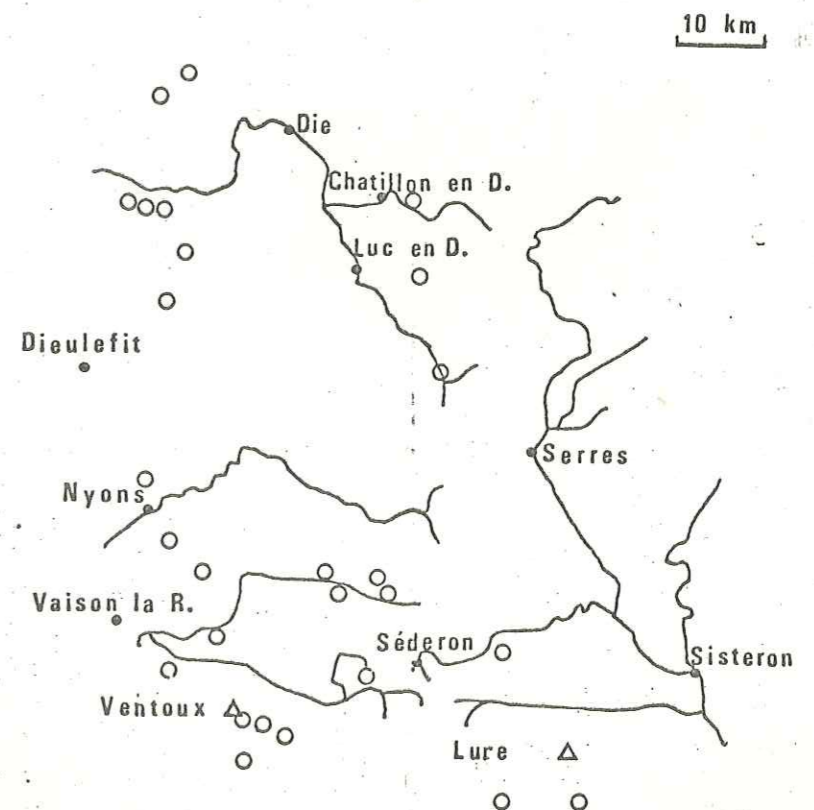 10 km
Die
Chatillon en D.
Luc en D.
Dieulefit
Serres
Nyons
Vaison la R.
Séderon
Sisteron
Ventoux
Lure